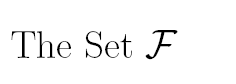 The Set ℱ